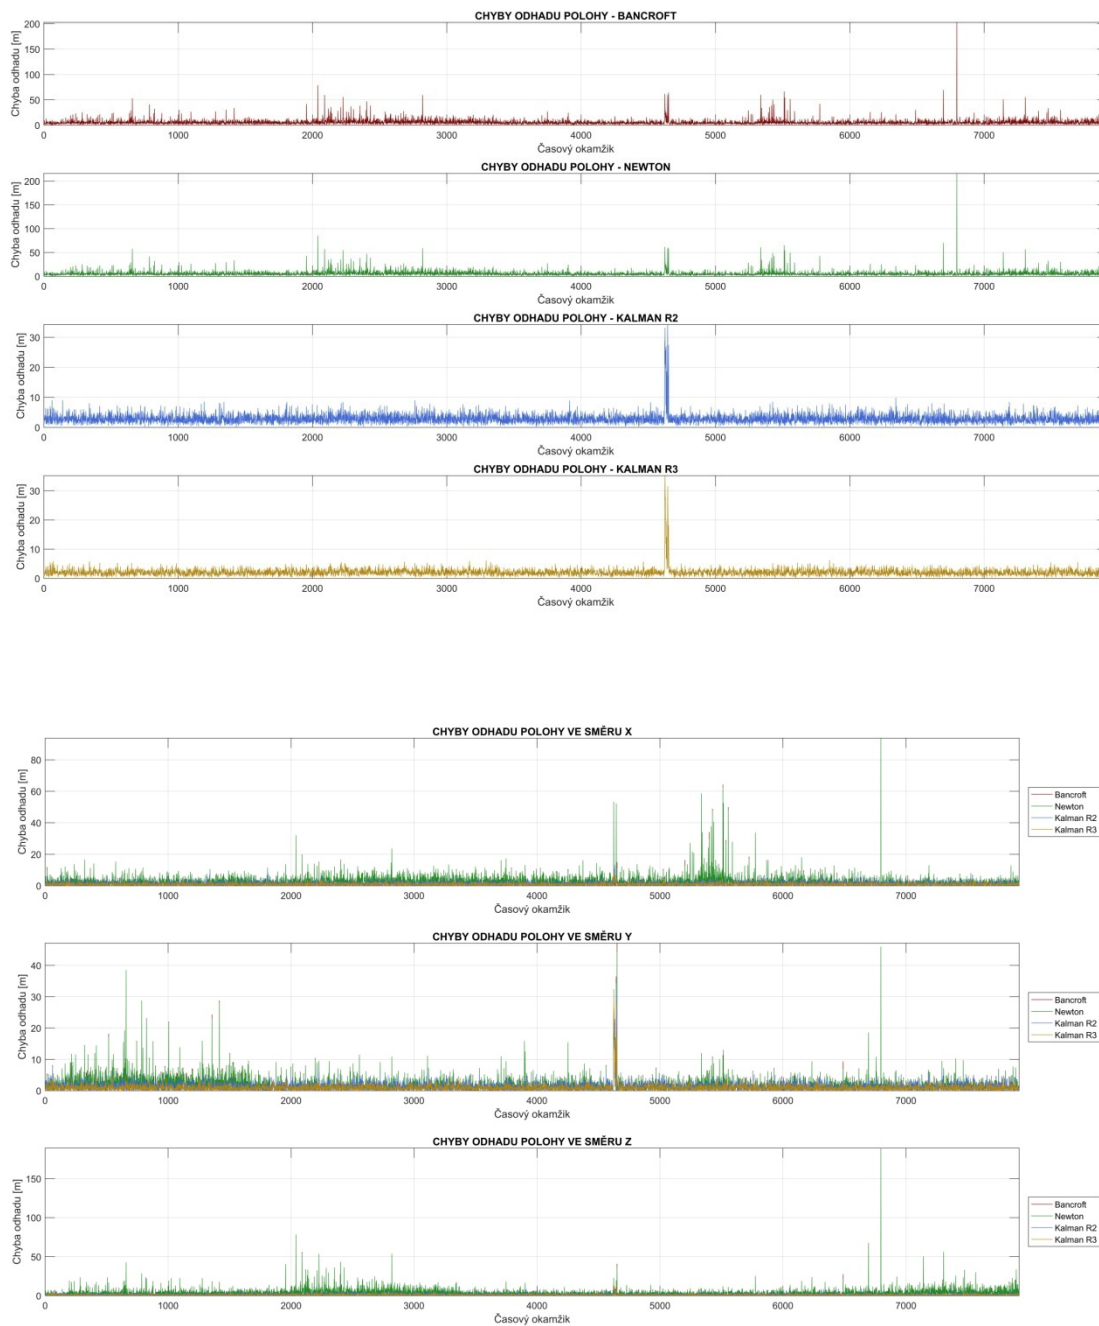 CHYBY ODHADU POLOHY - BANCROFT
Chyba odhadu [m]
200
150
100
50
0
0 1000 2000 3000 4000 5000 6000 7000
Časový okamžik
CHYBY ODHADU POLOHY - NEWTON
Chyba odhadu [m]
200
150
100
50
0
0 1000 2000 3000 4000 5000 6000 7000
Časový okamžik
CHYBY ODHADU POLOHY - KALMAN R2
Chyba odhadu [m]
30
20
10
0
0 1000 2000 3000 4000 5000 6000 7000
Časový okamžik
CHYBY ODHADU POLOHY - KALMAN R3
Chyba odhadu [m]
30
20
10
0
0 1000 2000 3000 4000 5000 6000 7000
Časový okamžik
CHYBY ODHADU POLOHY VE SMĚRU X
Chyba odhadu [m]
80
60
40
20
0
0 1000 2000 3000 4000 5000 6000 7000
Časový okamžik
Bancroft
Newton
Kalman R2
Kalman R3
CHYBY ODHADU POLOHY VE SMĚRU Y
Chyba odhadu [m]
40
30
20
10
0
0 1000 2000 3000 4000 5000 6000 7000
Časový okamžik
Bancroft
Newton
Kalman R2
Kalman R3
CHYBY ODHADU POLOHY VE SMĚRU Z
Chyba odhadu [m]
150
100
50
0
0 1000 2000 3000 4000 5000 6000 7000
Časový okamžik
Bancroft
Newton
Kalman R2
Kalman R3